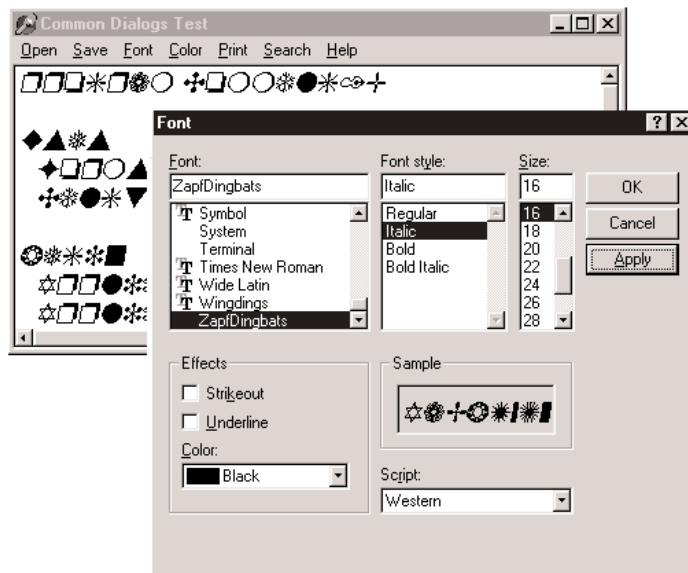 Common Dialogs Test
Open Save Font Color Print Search Help
Font
Font:
ZapfDingbats
Symbol
System
Terminal
Times New Roman
Wide Latin
Wingdings
ZapfDingbats
Font style:
Italic
Regular
Italic
Bold
Bold Italic
Size:
16
16
18
20
22
24
26
28
OK
Cancel
Apply
Effects
Strikeout
Underline
Color:
Black
Sample
Script:
Western